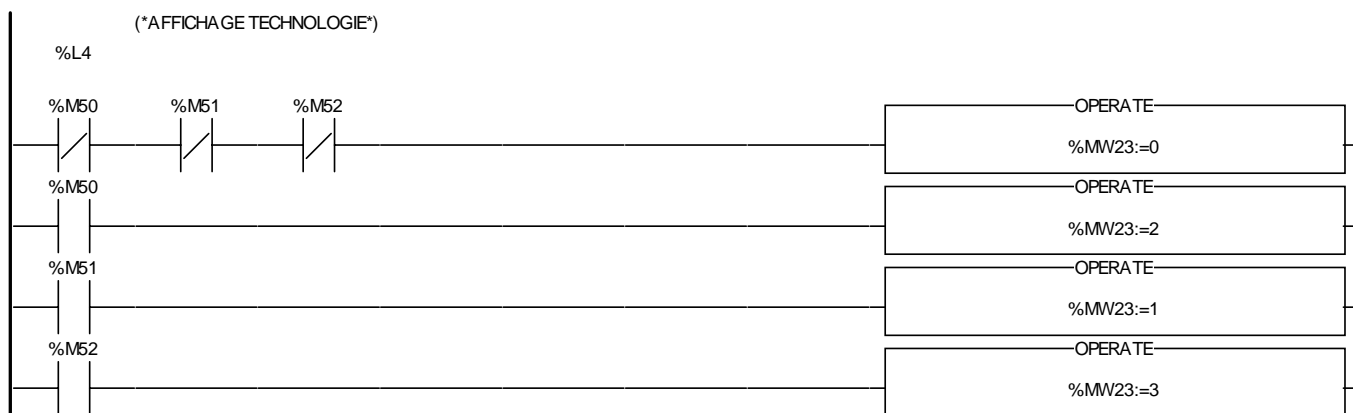 (*AFFICHAGE TECHNOLOGIE*)
%L4
%M50 %M51 %M52 OPERATE
%MW23:=0
%M50 OPERATE
%MW23:=2
%M51 OPERATE
%MW23:=1
%M52 OPERATE
%MW23:=3